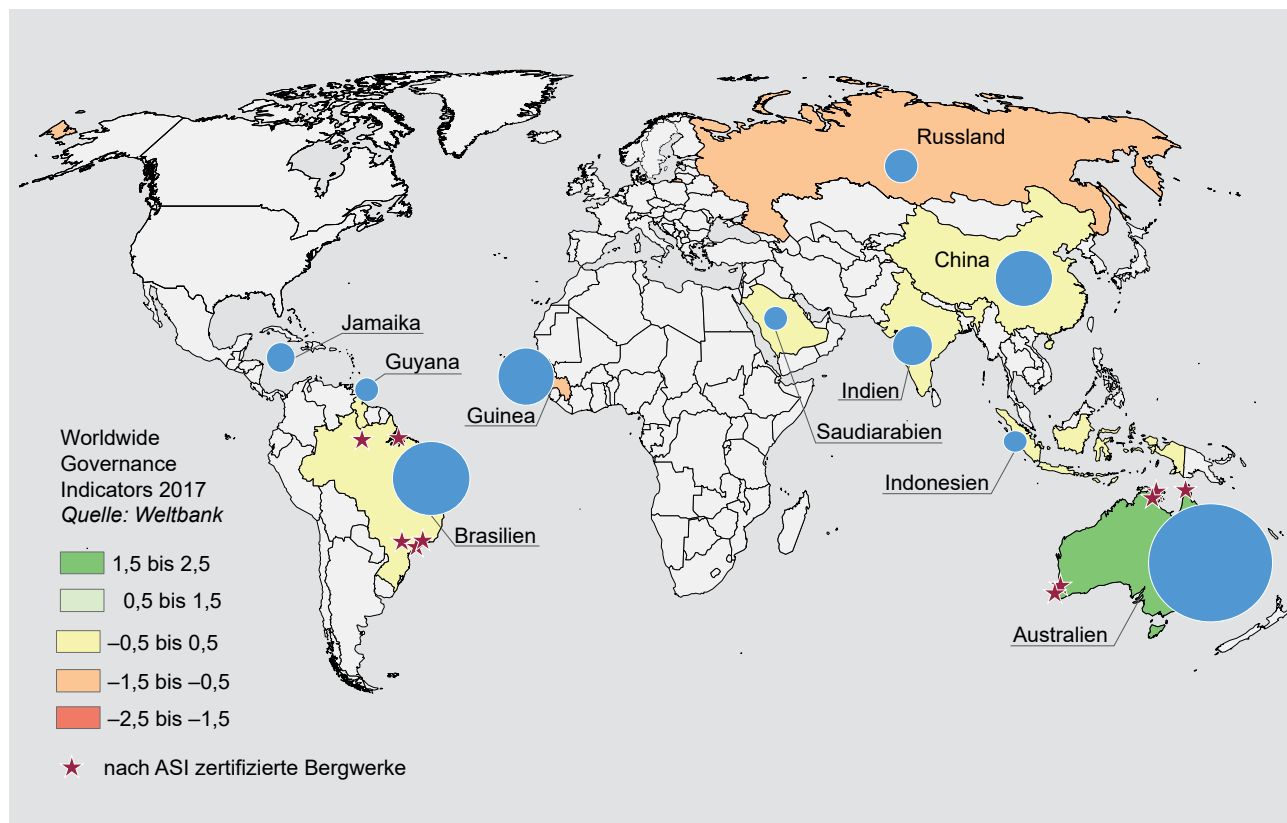 Russland
China
Jamaika
Guyana
Guinea
Indien
Saudiarabien
Indonesien
Brasilien
Australien
Worldwide
Governance
Indicators 2017
Quelle: Weltbank
1,5 bis 2,5
0,5 bis 1,5
–0,5 bis 0,5
–1,5 bis –0,5
–2,5 bis –1,5
nach ASI zertifizierte Bergwerke